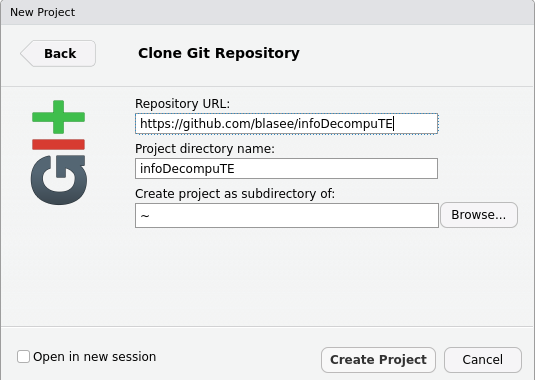 New Project
Back
Clone Git Repository
Repository URL:
https://github.com/blasee/infoDecompuTE
Project directory name:
infoDecompuTE
Create project as subdirectory of:
~
Browse...
Git
Open in new session
Create Project
Cancel